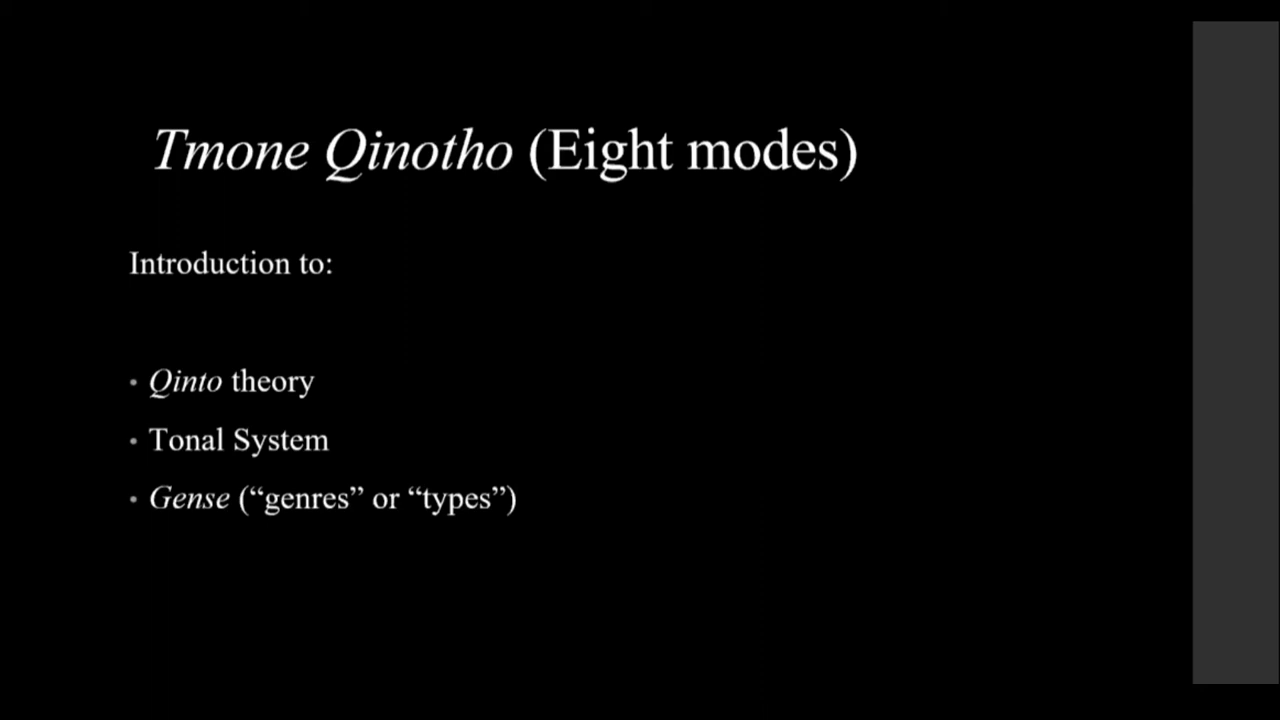 Tmone Qinotho (Eight modes)
Introduction to:
• Qinto theory
• Tonal System
• Gense (“genres” or “types”)